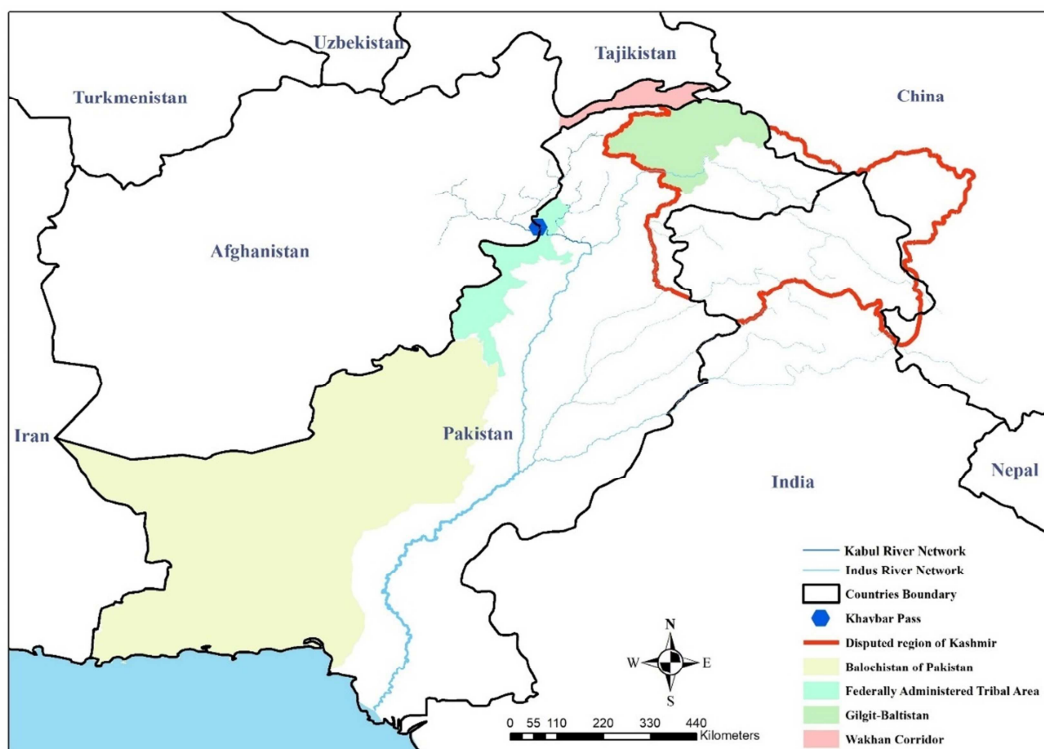 Uzbekistan
Tajikistan
Turkmenistan
China
Afghanistan
Iran
Pakistan
India
Nepal
Kabul River Network
Indus River Network
Countries Boundary
Khaybar Pass
Disputed region of Kashmir
Balochistan of Pakistan
Federally Administered Tribal Area
Gilgit-Baltistan
Wakhan Corridor
N
W E
S
0 55 110 220 330 440
Kilometers